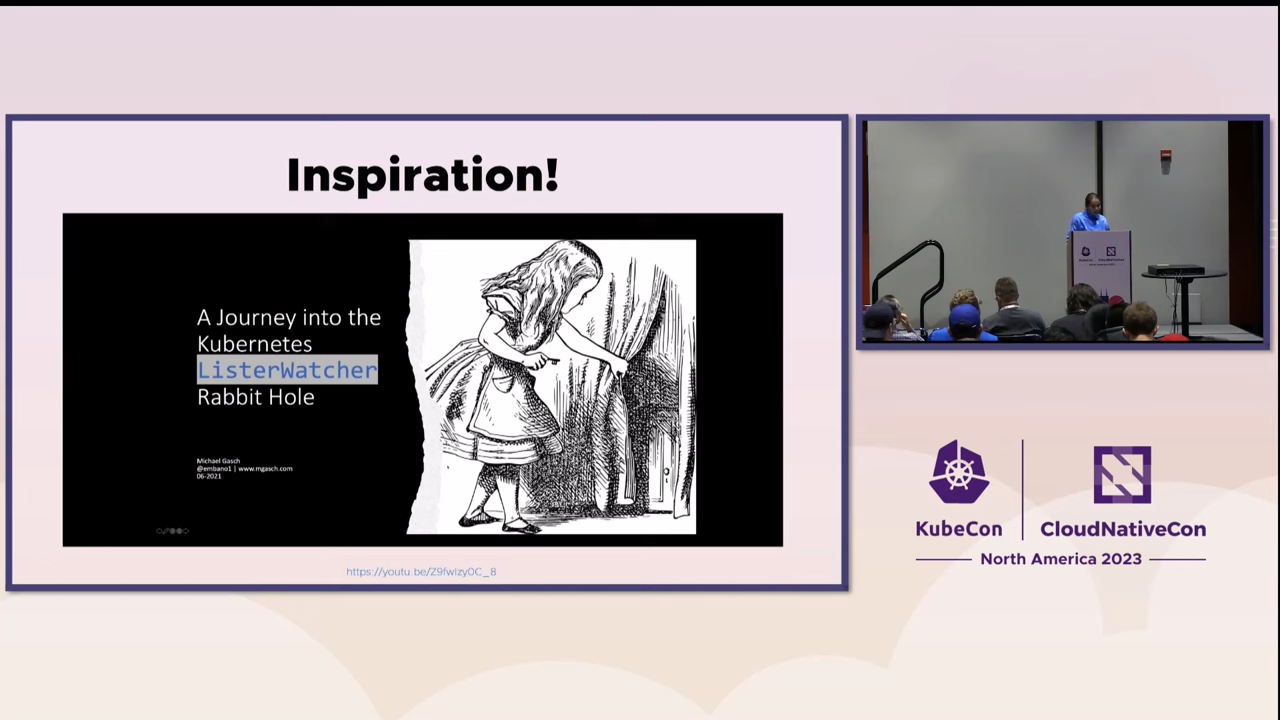 Inspiration!
A Journey into the
Kubernetes
ListerWatcher
Rabbit Hole
Michael Gasch
@embano1 | www.mgasch.com
06-2021
https://youtu.be/Z9fwIzy0C_8
KubeCon
CloudNativeCon
North America 2023